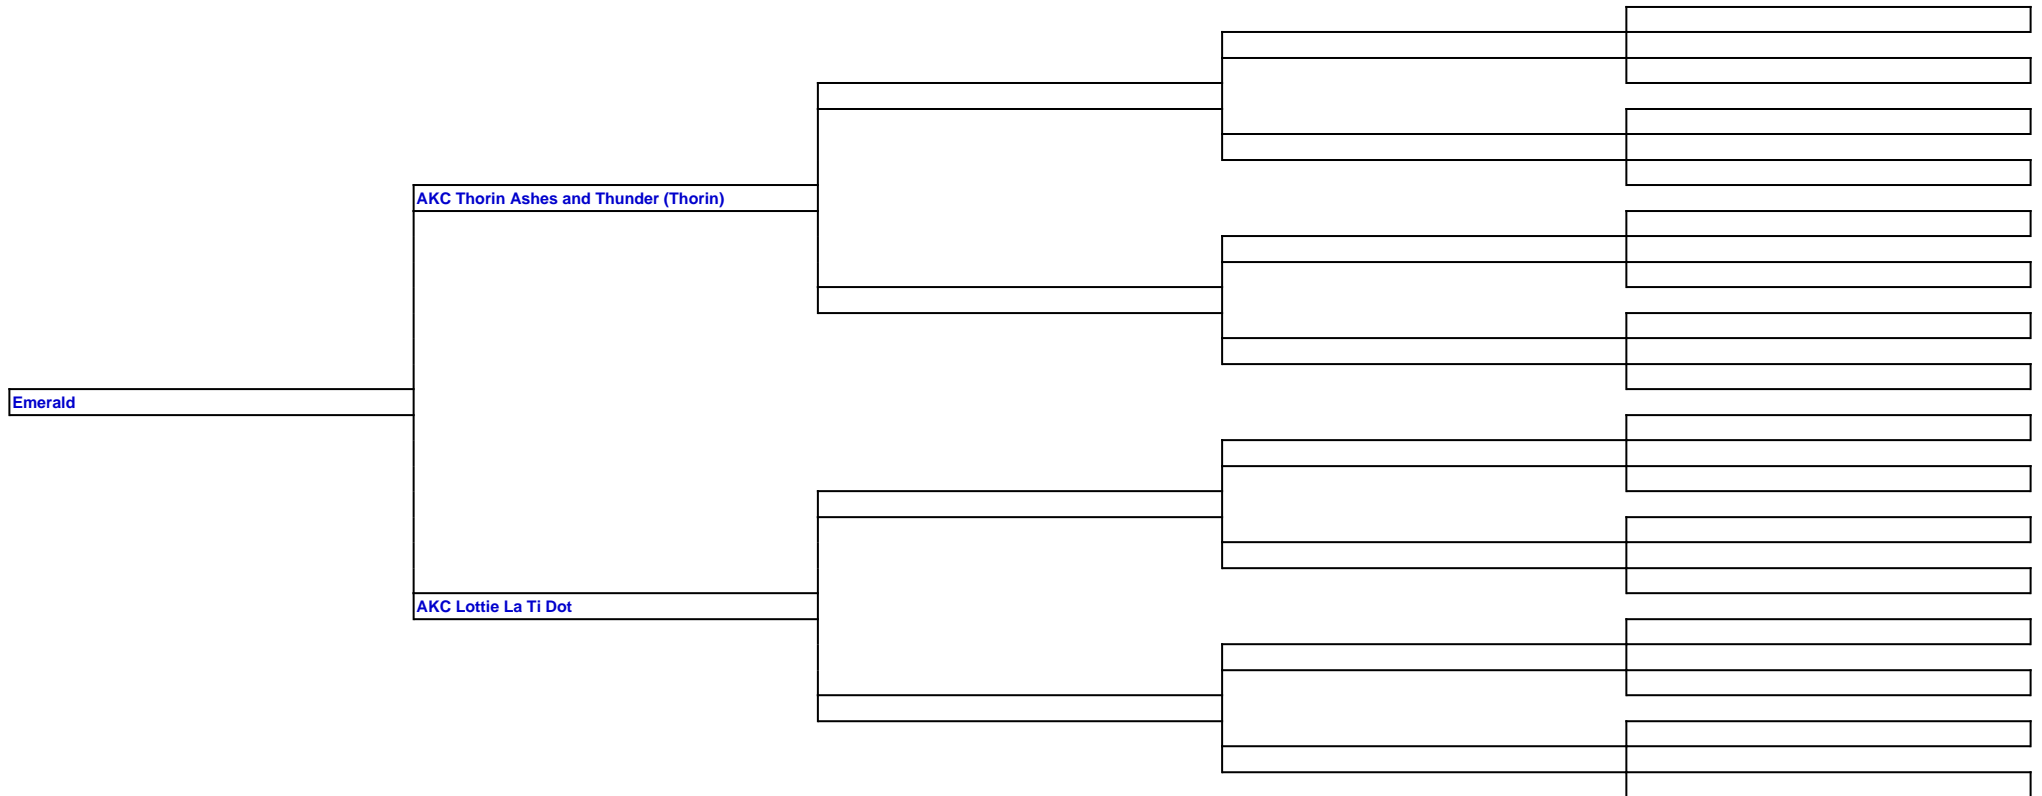 AKC Thorin Ashes and Thunder (Thorin)
Emerald
AKC Lottie La Ti Dot